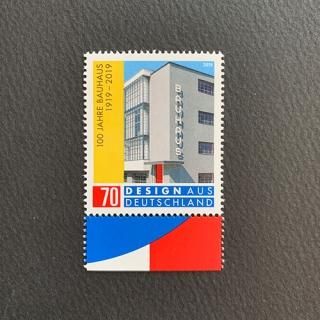 100 JAHRE BAUHAUS
1919 – 2019
2019
BAUHAUS
70
DESIGN AUS
DEUTSCHLAND